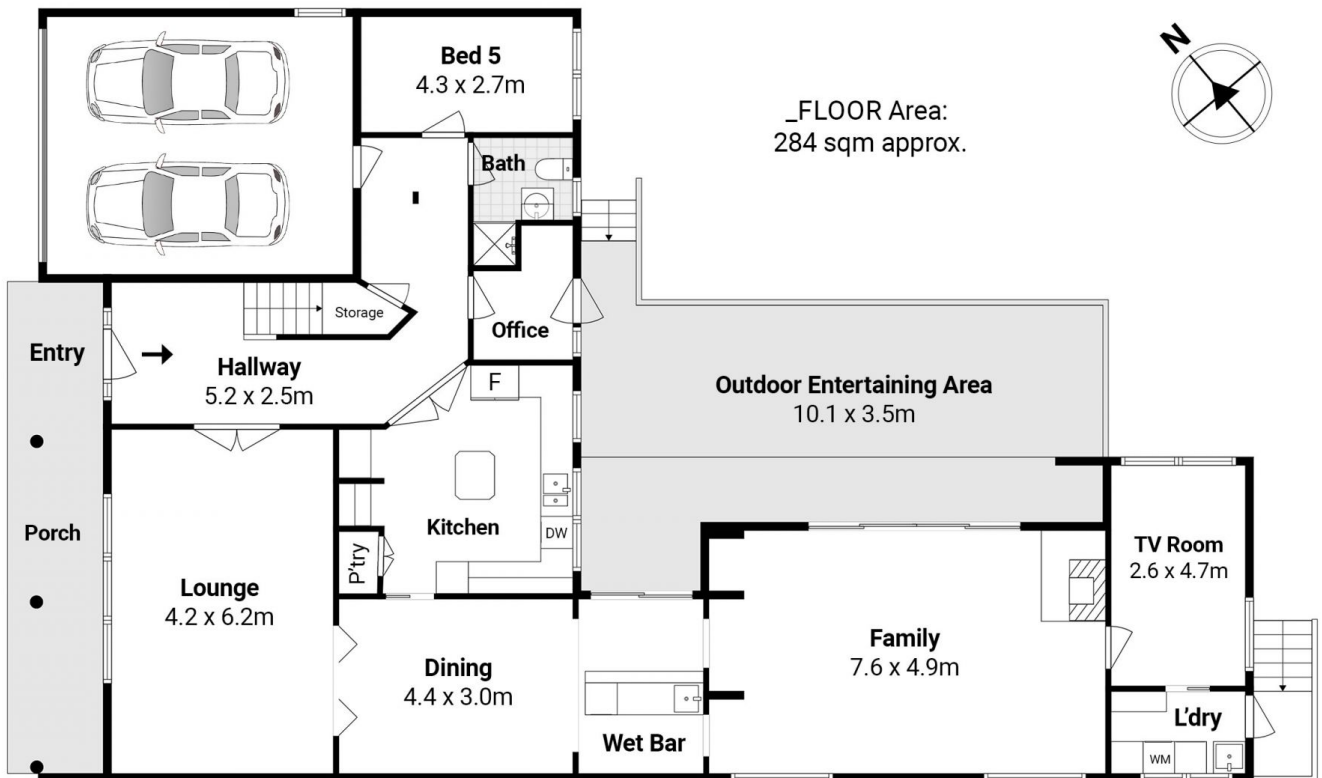 Bed 5
4.3 x 2.7m
N
_FLOOR Area:
284 sqm approx.
Bath
Storage
Office
Entry
Hallway
5.2 x 2.5m
F
Outdoor Entertaining Area
10.1 x 3.5m
Porch
Kitchen
DW
P'try
Lounge
4.2 x 6.2m
TV Room
2.6 x 4.7m
Dining
4.4 x 3.0m
Family
7.6 x 4.9m
Wet Bar
L'dry
WM